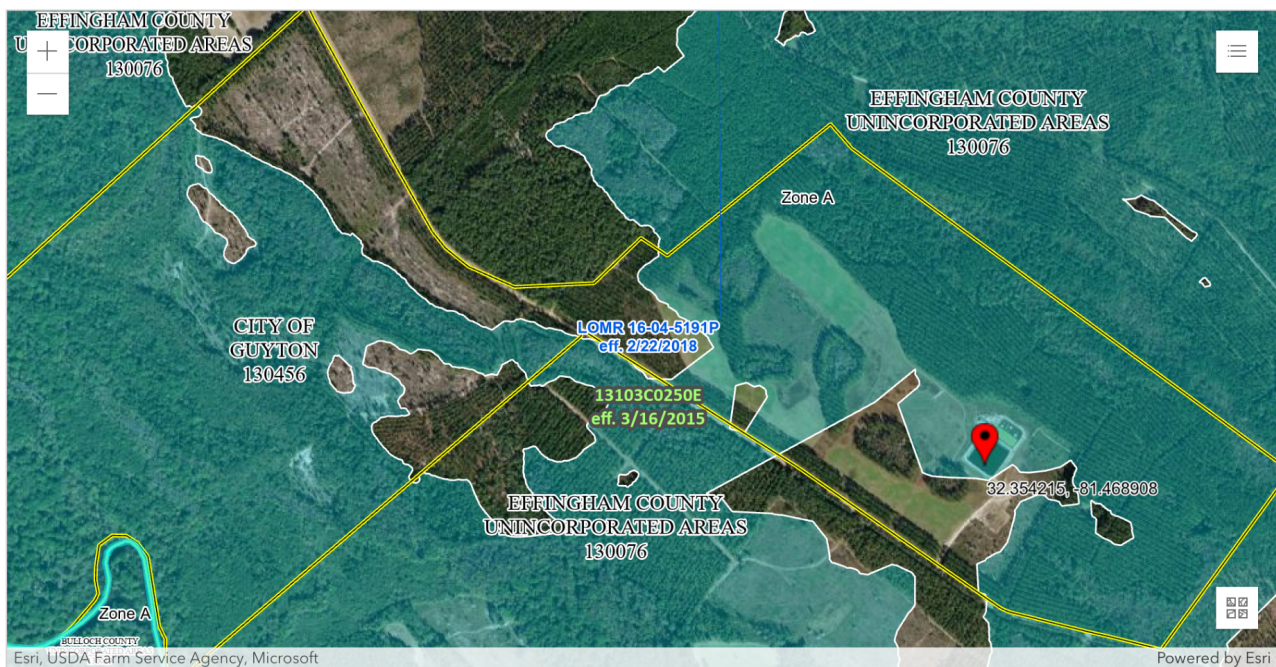 EFFINGHAM COUNTY
UNINCORPORATED AREAS
130076
EFFINGHAM COUNTY
UNINCORPORATED AREAS
130076
Zone A
CITY OF
GUYTON
130456
LOMR 16-04-5191P
eff. 2/22/2018
13103C0250E
eff. 3/16/2015
32.354215, -81.468908
EFFINGHAM COUNTY
UNINCORPORATED AREAS
130076
Zone A
BULLOCH COUNTY
Esri, USDA Farm Service Agency, Microsoft
Powered by Esri